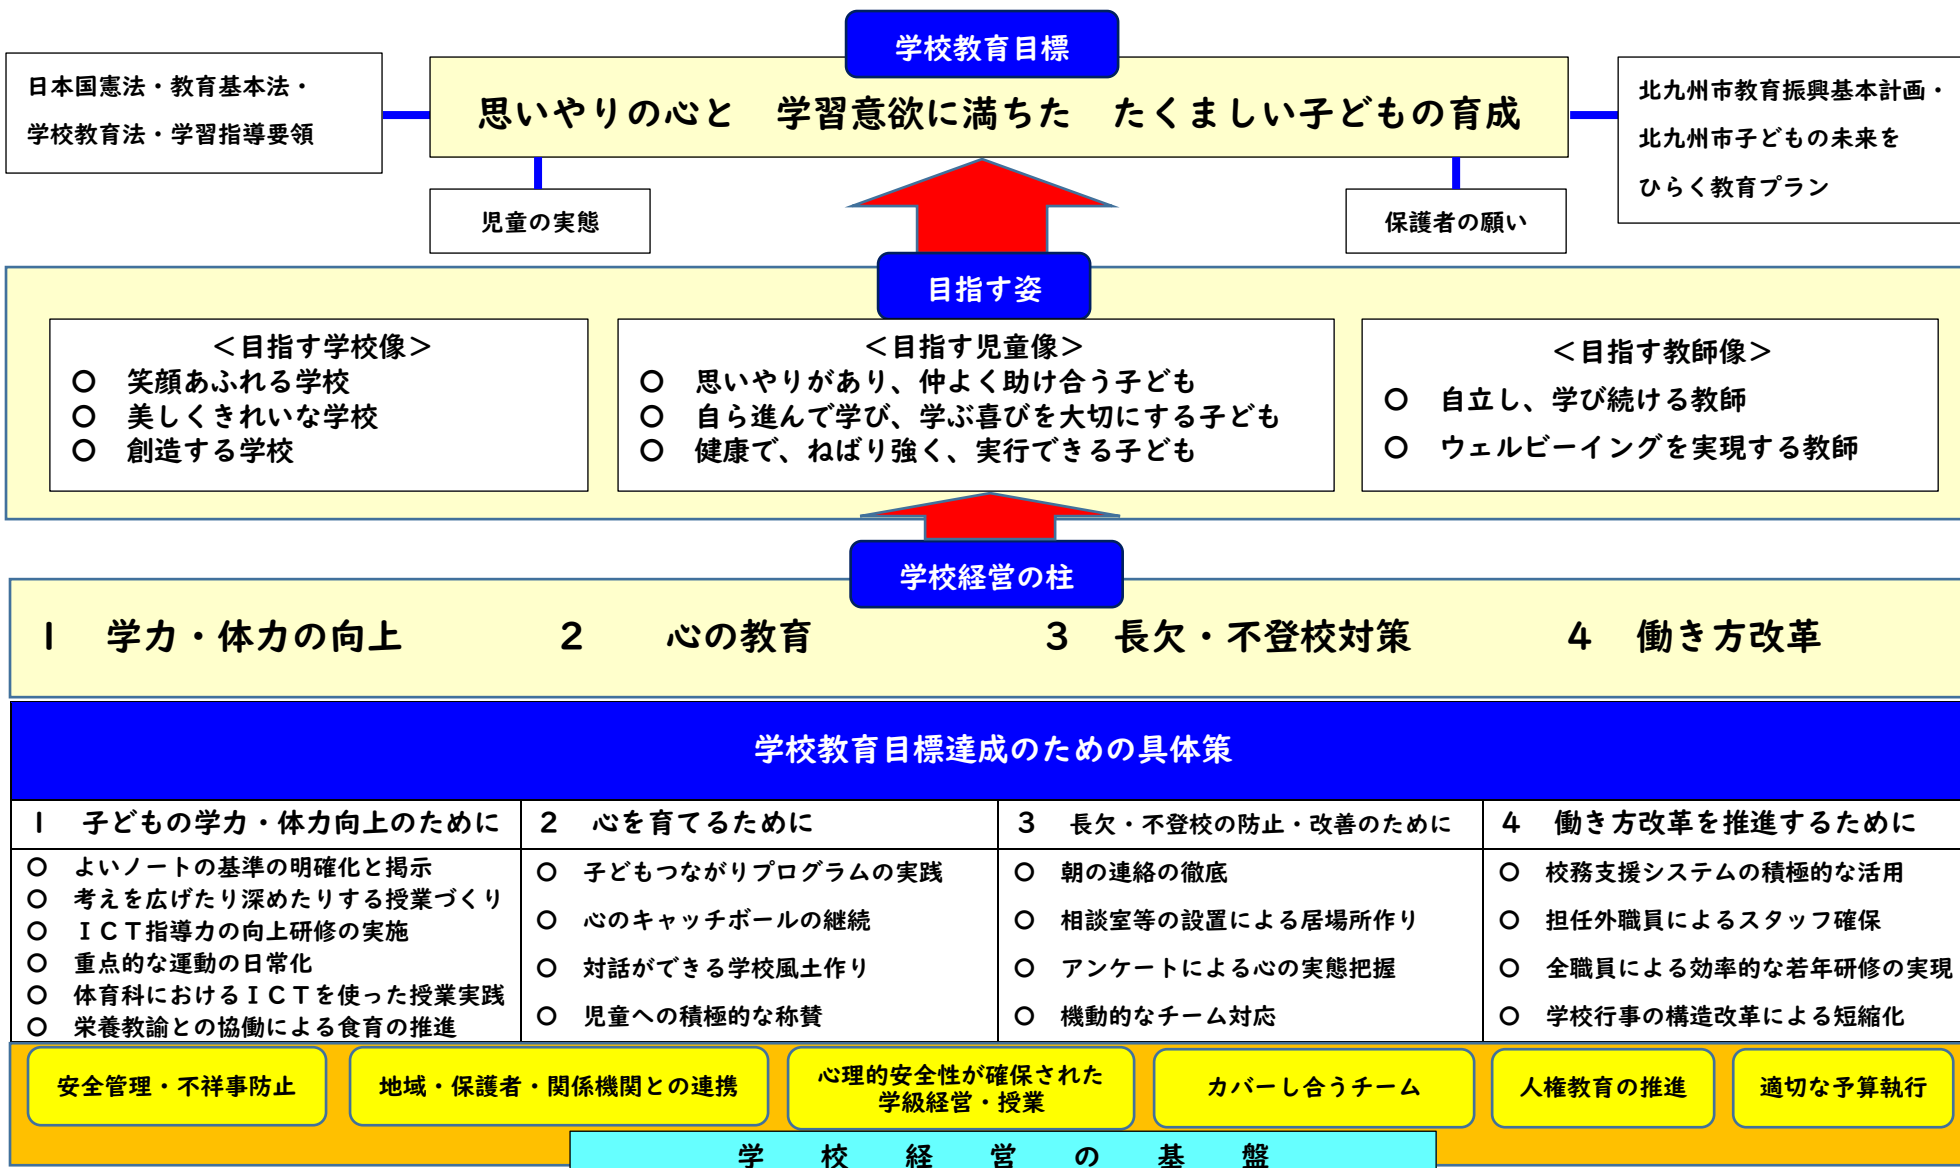 学校教育目標
日本国憲法・教育基本法・
学校教育法・学習指導要領
思いやりの心と　学習意欲に満ちた　たくましい子どもの育成
北九州市教育振興基本計画・
北九州市子どもの未来を
ひらく教育プラン
児童の実態
保護者の願い
目指す姿
＜目指す学校像＞
○　笑顔あふれる学校
○　美しくきれいな学校
○　創造する学校
＜目指す児童像＞
○　思いやりがあり、仲よく助け合う子ども
○　自ら進んで学び、学ぶ喜びを大切にする子ども
○　健康で、ねばり強く、実行できる子ども
＜目指す教師像＞
○　自立し、学び続ける教師
○　ウェルビーイングを実現する教師
学校経営の柱
１　学力・体力の向上
２　心の教育
３　長欠・不登校対策
４　働き方改革
学校教育目標達成のための具体策
１　子どもの学力・体力向上のために
○　よいノートの基準の明確化と掲示
○　考えを広げたり深めたりする授業づくり
○　ＩＣＴ指導力の向上研修の実施
○　重点的な運動の日常化
○　体育科におけるＩＣＴを使った授業実践
○　栄養教諭との協働による食育の推進
２　心を育てるために
○　子どもつながりプログラムの実践
○　心のキャッチボールの継続
○　対話ができる学校風土作り
○　児童への積極的な称賛
３　長欠・不登校の防止・改善のために
○　朝の連絡の徹底
○　相談室等の設置による居場所作り
○　アンケートによる心の実態把握
○　機動的なチーム対応
４　働き方改革を推進するために
○　校務支援システムの積極的な活用
○　担任外職員によるスタッフ確保
○　全職員による効率的な若年研修の実現
○　学校行事の構造改革による短縮化
安全管理・不祥事防止
地域・保護者・関係機関との連携
心理的安全性が確保された
学級経営・授業
カバーし合うチーム
人権教育の推進
適切な予算執行
学　校　経　営　の　基　盤